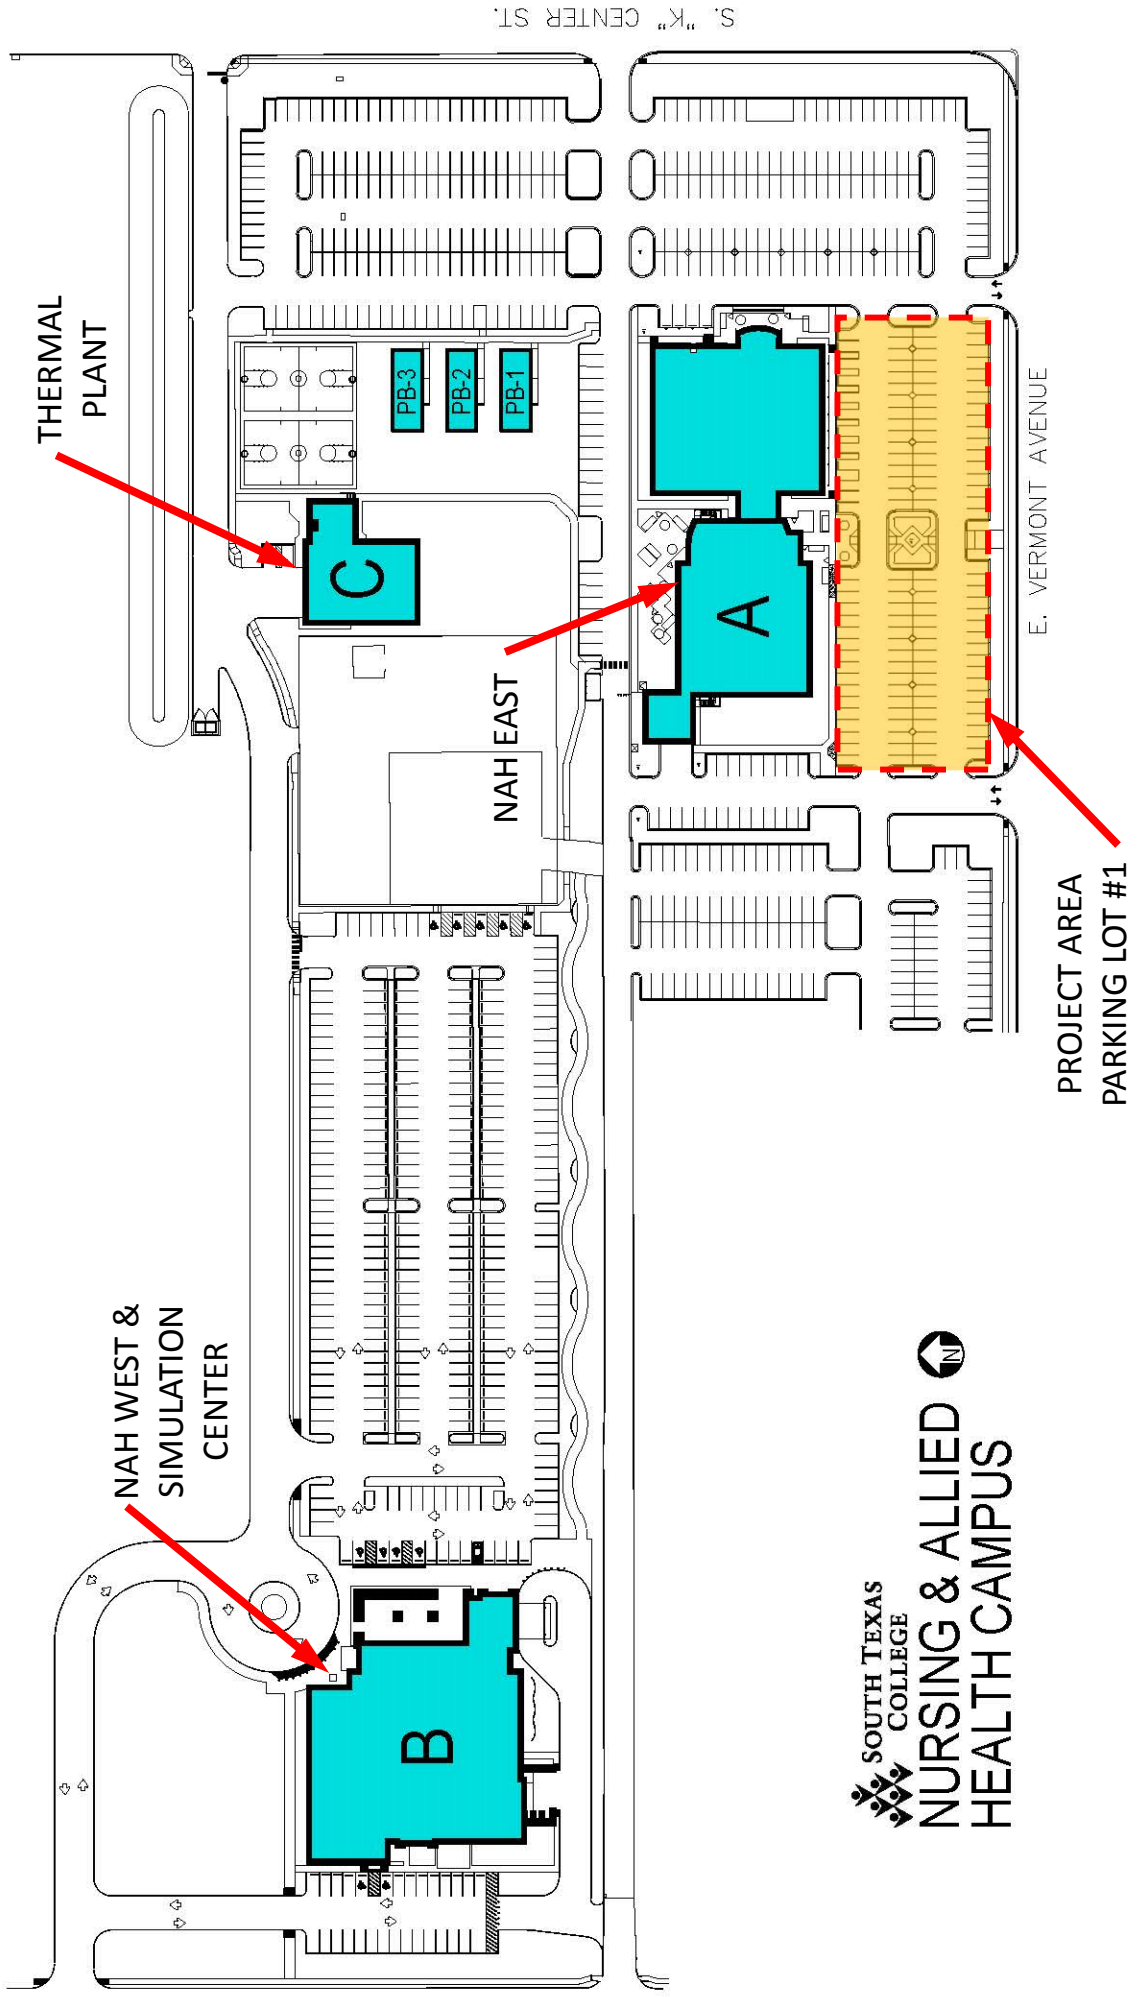 S. "K" CENTER ST.
THERMAL
PLANT
PB-3
PB-2
PB-1
C
NAH EAST
A
E. VERMONT AVENUE
PROJECT AREA
PARKING LOT #1
NAH WEST &
SIMULATION
CENTER
B
SOUTH TEXAS
COLLEGE
NURSING & ALLIED
HEALTH CAMPUS
N